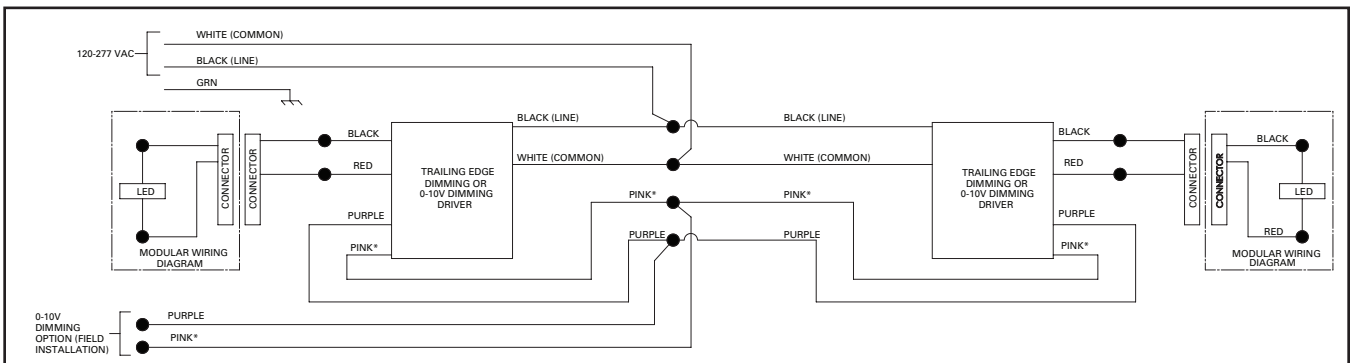 WHITE (COMMON)
120-277 VAC
BLACK (LINE)
GRN
BLACK
RED
CONNECTOR
CONNECTOR
LED
MODULAR WIRING
DIAGRAM
TRAILING EDGE
DIMMING OR
0-10V DIMMING
DRIVER
PURPLE
PINK*
BLACK (LINE)
WHITE (COMMON)
PINK*
PURPLE
BLACK (LINE)
WHITE (COMMON)
PINK*
PURPLE
TRAILING EDGE
DIMMING OR
0-10V DIMMING
DRIVER
BLACK
RED
PURPLE
PINK*
CONNECTOR
CONNECTOR
BLACK
LED
RED
MODULAR WIRING
DIAGRAM
0-10V
DIMMING
OPTION (FIELD
INSTALLATION)
PURPLE
PINK*